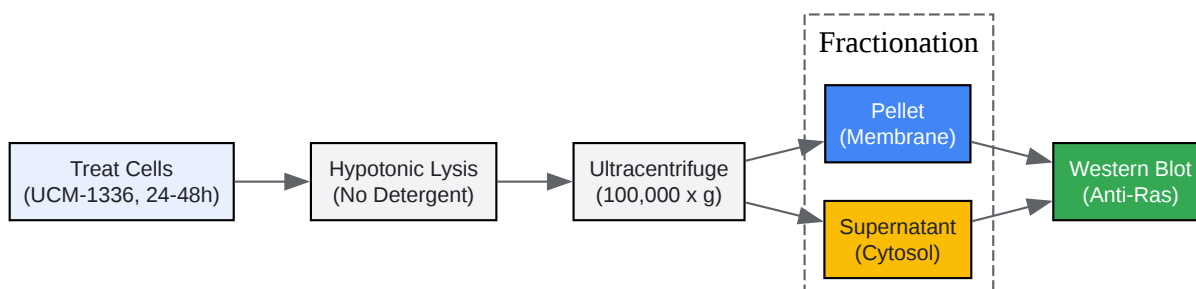 Treat Cells
(UCM-1336, 24-48h)
Hypotonic Lysis
(No Detergent)
Ultracentrifuge
(100,000 x g)
Fractionation
Pellet
(Membrane)
Supernatant
(Cytosol)
Western Blot
(Anti-Ras)